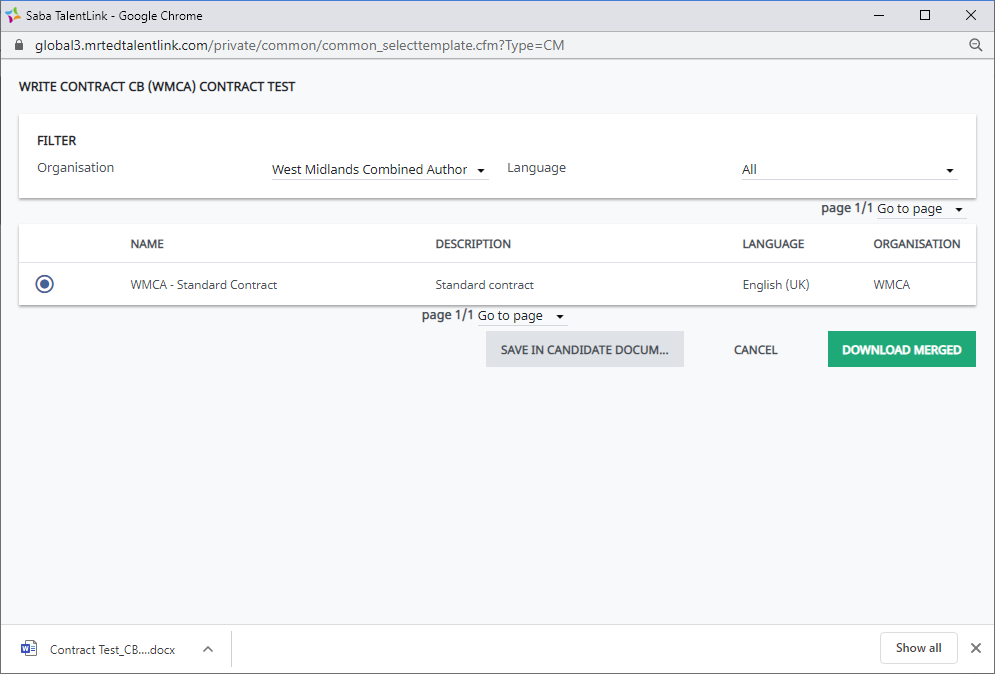 Saba TalentLink - Google Chrome
global3.mrtedtalentlink.com/private/common/common_selecttemplate.cfm?Type=CM
WRITE CONTRACT CB (WMCA) CONTRACT TEST
FILTER
Organisation West Midlands Combined Author Language All
page 1/1 Go to page
NAME DESCRIPTION LANGUAGE ORGANISATION
WMCA - Standard Contract Standard contract English (UK) WMCA
page 1/1 Go to page
SAVE IN CANDIDATE DOCUM... CANCEL DOWNLOAD MERGED
Contract Test_CB....docx Show all